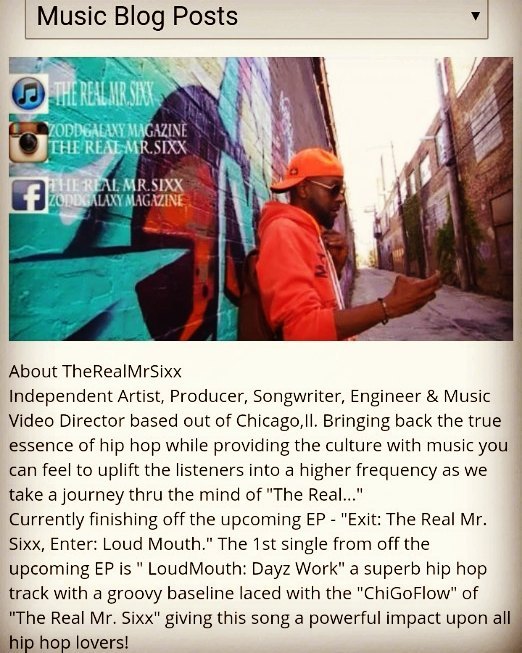 Music Blog Posts
THE REAL MR.SIXX
ZODDGALAXY MAGAZINE
THE REAL MR.SIXX
THE REAL MR.SIXX
ZODDGALAXY MAGAZINE
About TheRealMrSixx
Independent Artist, Producer, Songwriter, Engineer & Music
Video Director based out of Chicago,Il. Bringing back the true
essence of hip hop while providing the culture with music you
can feel to uplift the listeners into a higher frequency as we
take a journey thru the mind of "The Real..."
Currently finishing off the upcoming EP - "Exit: The Real Mr.
Sixx, Enter: Loud Mouth." The 1st single from off the
upcoming EP is " LoudMouth: Dayz Work" a superb hip hop
track with a groovy baseline laced with the "ChiGoFlow" of
"The Real Mr. Sixx" giving this song a powerful impact upon all
hip hop lovers!